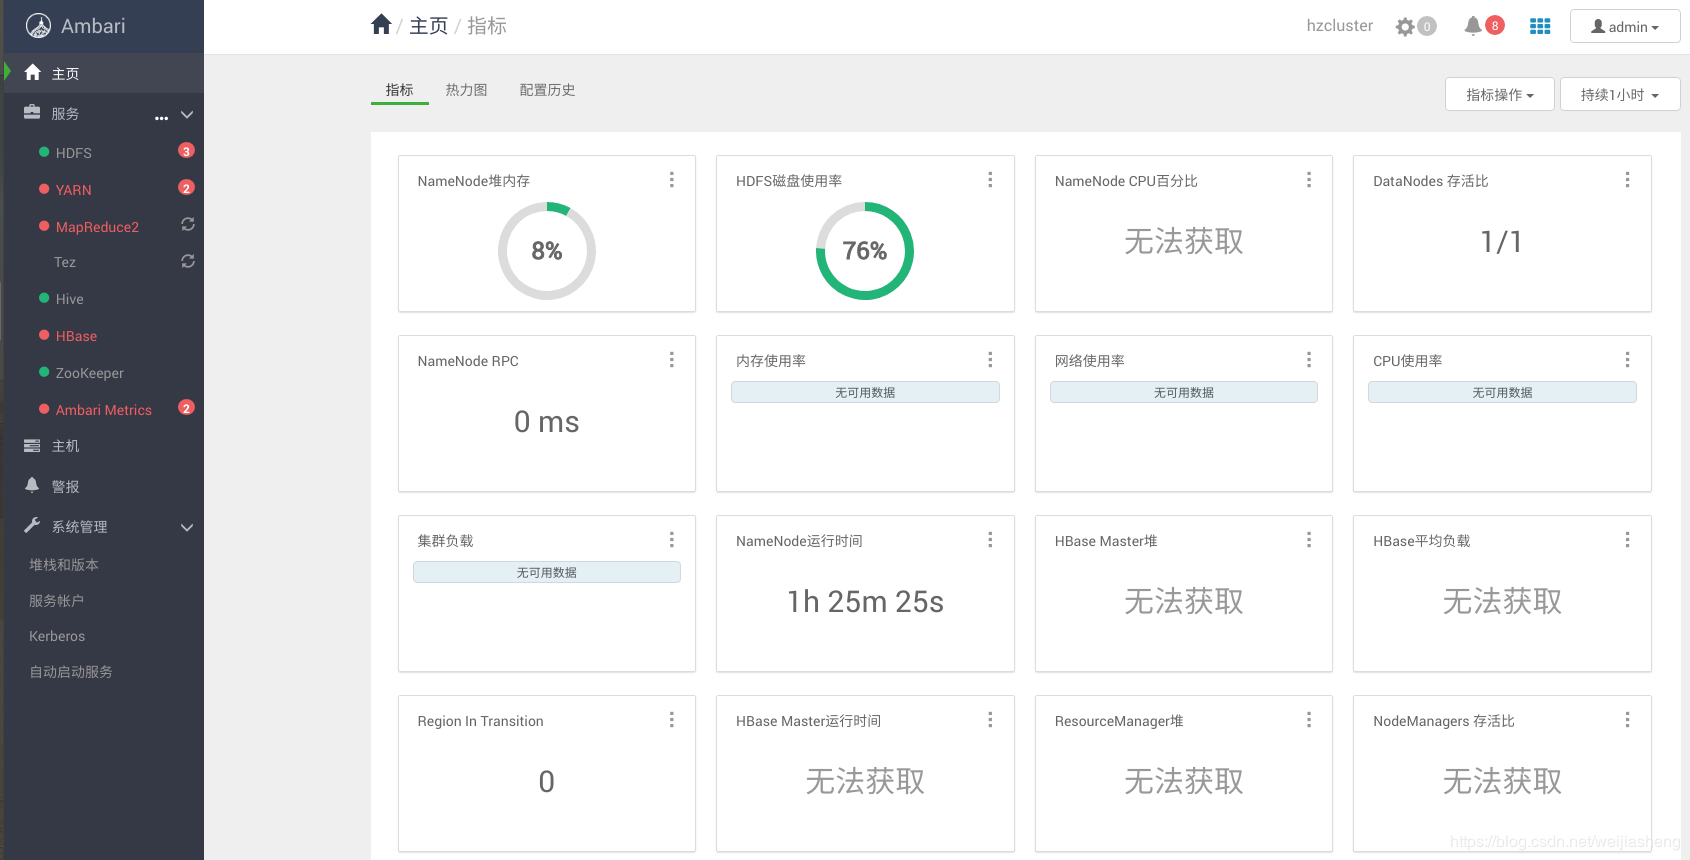 Ambari
主页 / 指标
hzcluster
0
8
admin
主页
服务
...
HDFS 3
YARN 2
MapReduce2
Tez
Hive
HBase
ZooKeeper
Ambari Metrics 2
主机
警报
系统管理
堆栈和版本
服务帐户
Kerberos
自动启动服务
指标 热力图 配置历史
指标操作
持续1小时
NameNode堆内存
8%
HDFS磁盘使用率
76%
NameNode CPU百分比
无法获取
DataNodes 存活比
1/1
NameNode RPC
0 ms
内存使用率
无可用数据
网络使用率
无可用数据
CPU使用率
无可用数据
集群负载
无可用数据
NameNode运行时间
1h 25m 25s
HBase Master堆
无法获取
HBase平均负载
无法获取
Region In Transition
0
HBase Master运行时间
无法获取
ResourceManager堆
无法获取
NodeManagers 存活比
无法获取
https://blog.csdn.net/weijiasheng